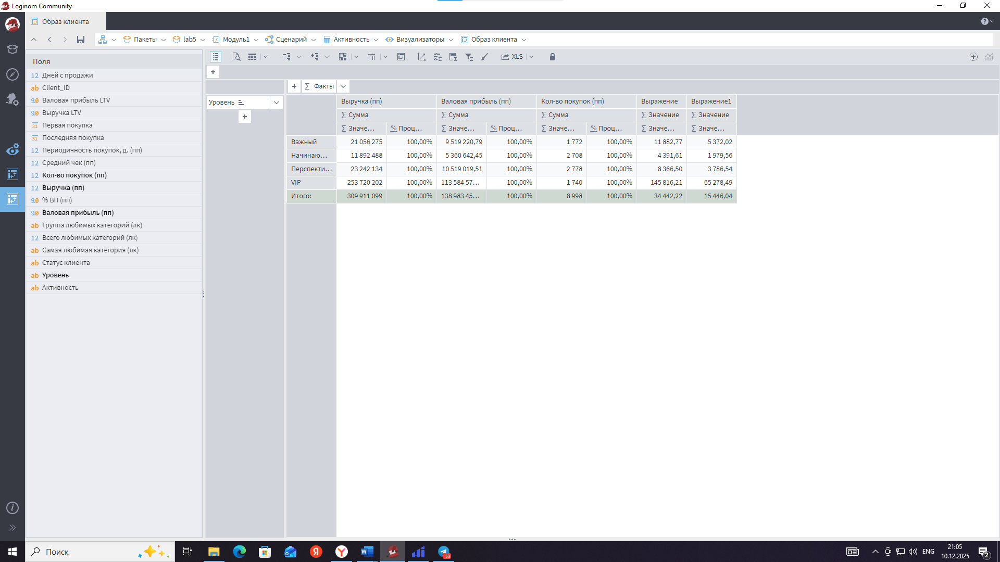 Loginom Community
Образ клиента
Пакеты lab5 Модуль1 Сценарий Активность Визуализаторы Образ клиента
Поля
XLS
12 Дней с продажи
ab Client_ID
9.0 Валовая прибыль LTV
9.0 Выручка LTV
31 Первая покупка
31 Последняя покупка
12 Периодичность покупок, д. (пп)
12 Средний чек (пп)
12 Кол-во покупок (пп)
12 Выручка (пп)
9.0 % ВП (пп)
9.0 Валовая прибыль (пп)
ab Группа любимых категорий (лк)
12 Всего любимых категорий (лк)
ab Самая любимая категория (лк)
ab Статус клиента
ab Уровень
ab Активность
+
+ Σ Факты
Уровень
+
Выручка (пп) Валовая прибыль (пп) Кол-во покупок (пп) Выражение Выражение1
Σ Сумма Σ Сумма Σ Сумма Σ Значение Σ Значение
Σ Значе... % Проц... Σ Значе... % Проц... Σ Значе... % Проц... Σ Значе... Σ Значе...
Важный 21 056 275 100,00% 9 519 220,79 100,00% 1 772 100,00% 11 882,77 5 372,02
Начинаю... 11 892 488 100,00% 5 360 642,45 100,00% 2 708 100,00% 4 391,61 1 979,56
Перспекти... 23 242 134 100,00% 10 519 019,51 100,00% 2 778 100,00% 8 366,50 3 786,54
VIP 253 720 202 100,00% 113 584 57... 100,00% 1 740 100,00% 145 816,21 65 278,49
Итого: 309 911 099 100,00% 138 983 45... 100,00% 8 998 100,00% 34 442,22 15 446,04
Поиск
53
ENG
21:05
10.12.2025
2